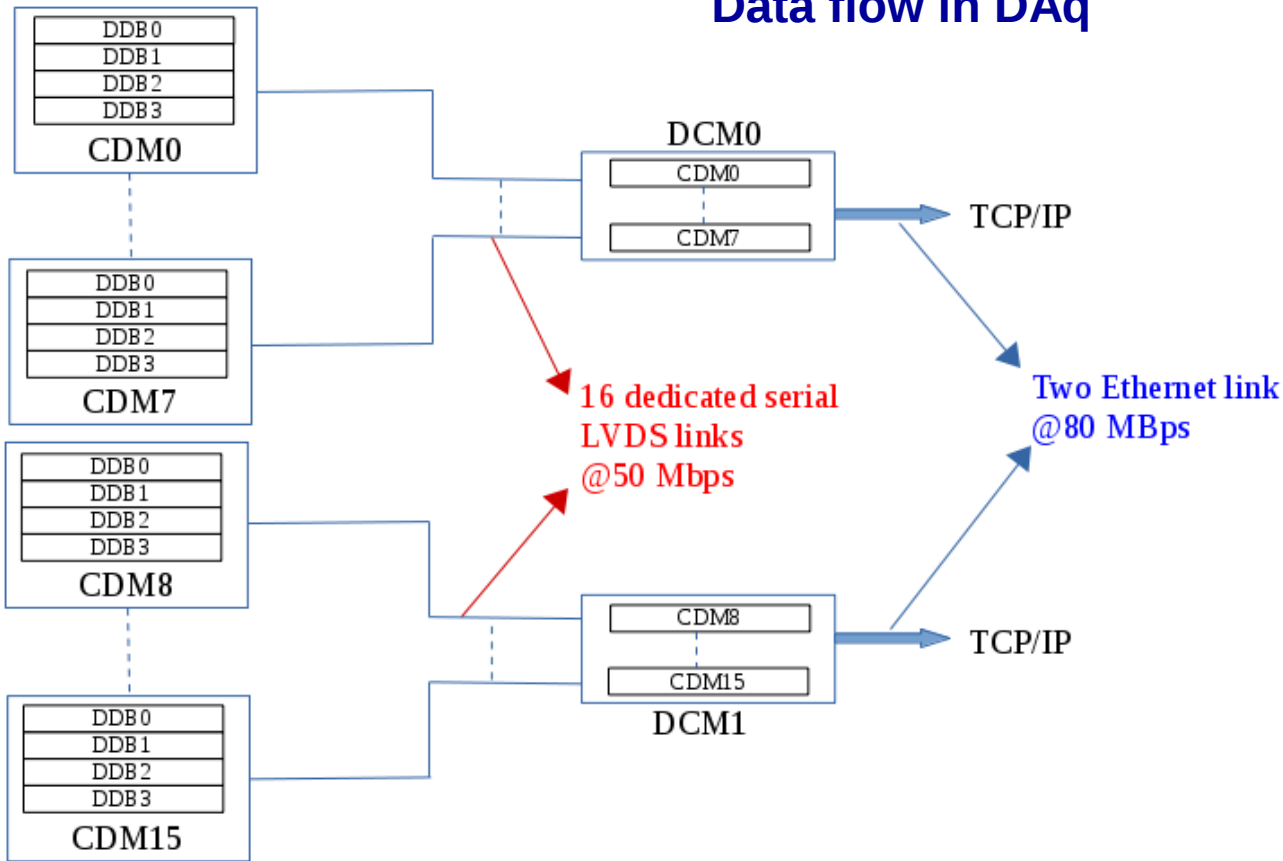 Data flow in DAq
DDB0
DDB1
DDB2
DDB3
CDM0
DDB0
DDB1
DDB2
DDB3
CDM7
DDB0
DDB1
DDB2
DDB3
CDM8
DDB0
DDB1
DDB2
DDB3
CDM15
16 dedicated serial
LVDS links
@50 Mbps
DCM0
CDM0
CDM7
CDM8
CDM15
DCM1
TCP/IP
Two Ethernet link
@80 MBps
TCP/IP